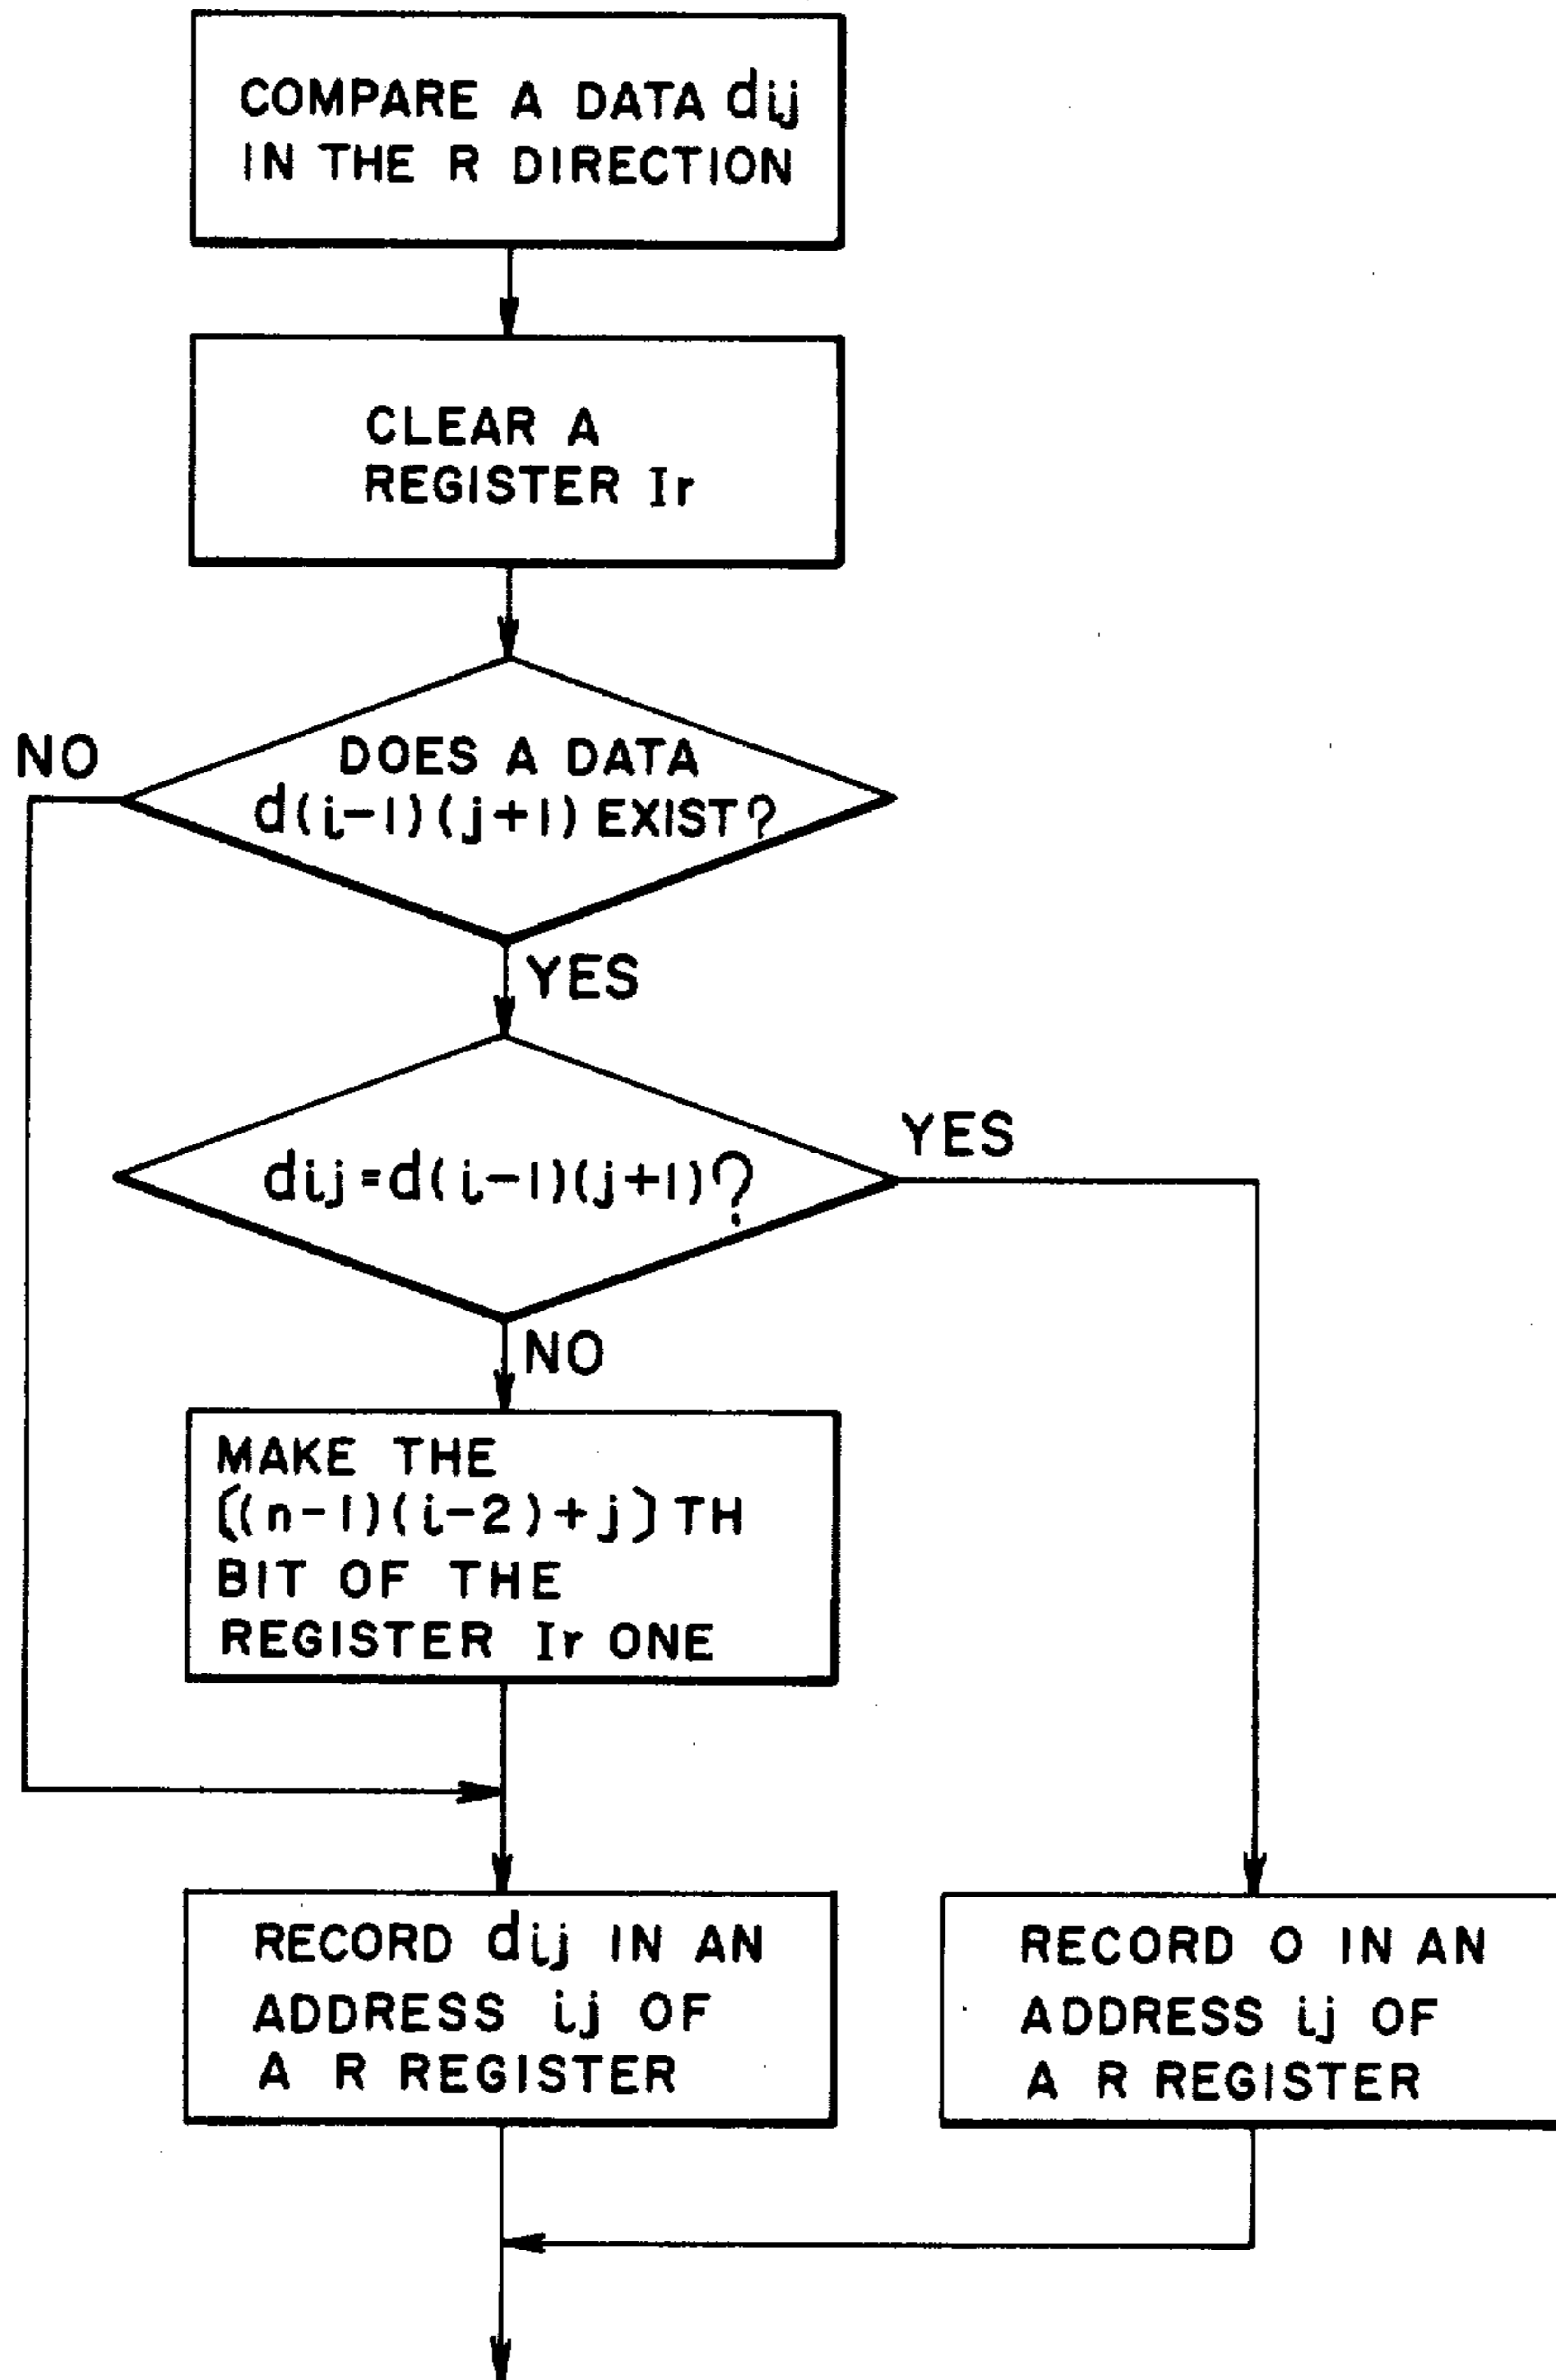 COMPARE A DATA dij
IN THE R DIRECTION
CLEAR A
REGISTER Ir
NO
DOES A DATA
d(i-1)(j+1) EXIST?
YES
dij=d(i-1)(j+1)?
YES
NO
MAKE THE
[(n-1)(i-2)+j]TH
BIT OF THE
REGISTER Ir ONE
RECORD dij IN AN
ADDRESS ij OF
A R REGISTER
RECORD O IN AN
ADDRESS ij OF
A R REGISTER